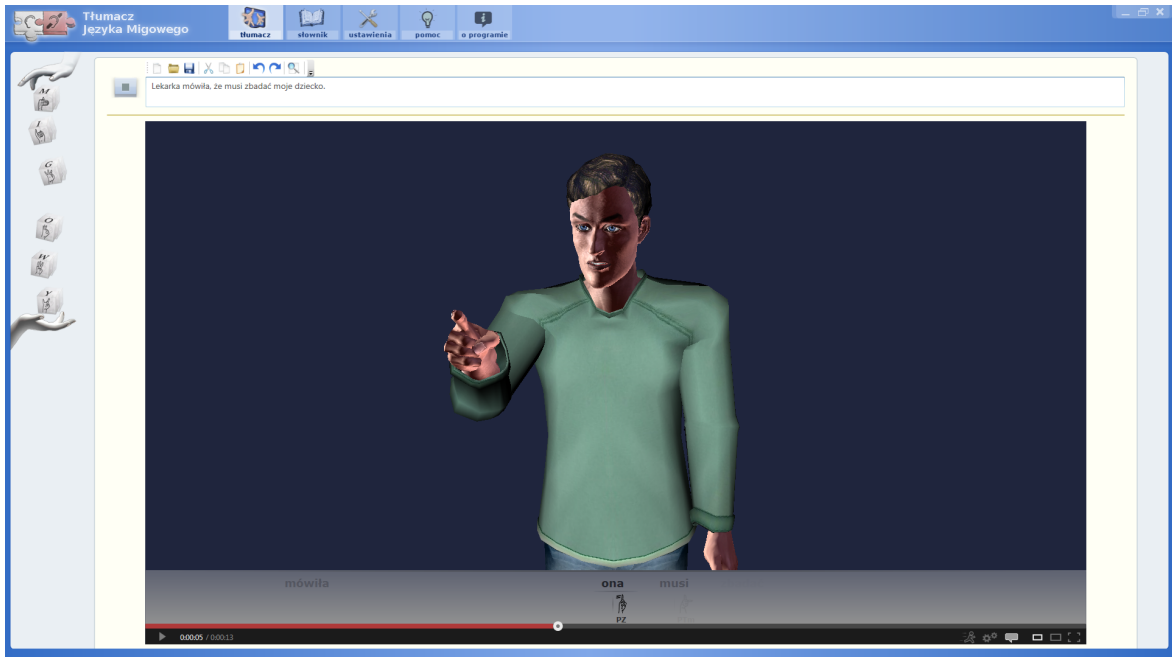 Tłumacz
Języka Migowego
tłumacz słownik ustawienia pomoc o programie
Lekarka mówiła, że musi zbadać moje dziecko.
M
I
G
O
W
Y
mówiła ona musi
PZ
0:00:05 / 0:00:13